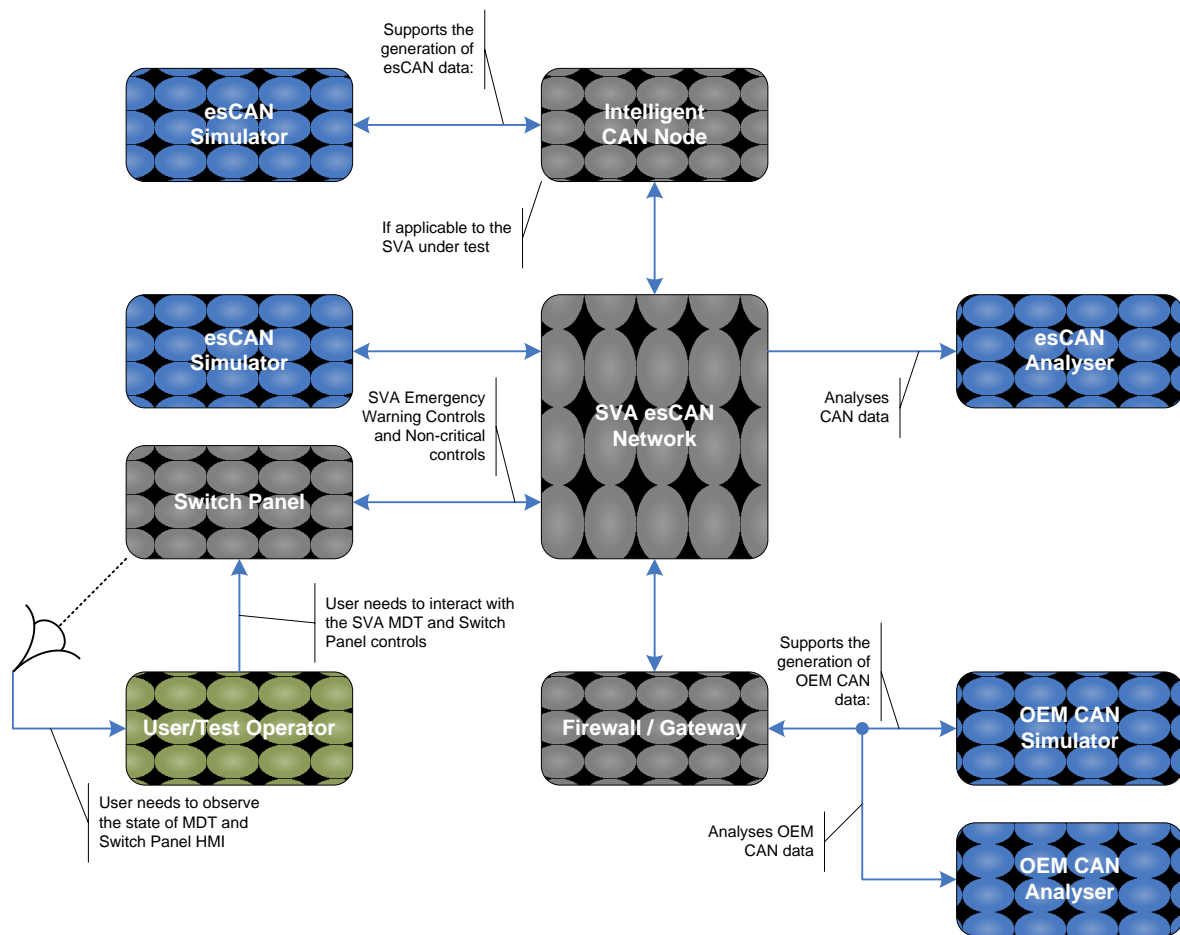 Supports the
generation of
esCAN data:
esCAN
Simulator
Intelligent
CAN Node
If applicable to the
SVA under test
esCAN
Simulator
SVA esCAN
Network
esCAN
Analyser
Analyses
CAN data
SVA Emergency
Warning Controls
and Non-critical
controls
Switch Panel
User needs to interact with
the SVA MDT and Switch
Panel controls
Supports the
generation of
OEM CAN
data:
User/Test Operator
Firewall / Gateway
OEM CAN
Simulator
User needs to observe
the state of MDT and
Switch Panel HMI
Analyses OEM
CAN data
OEM CAN
Analyser